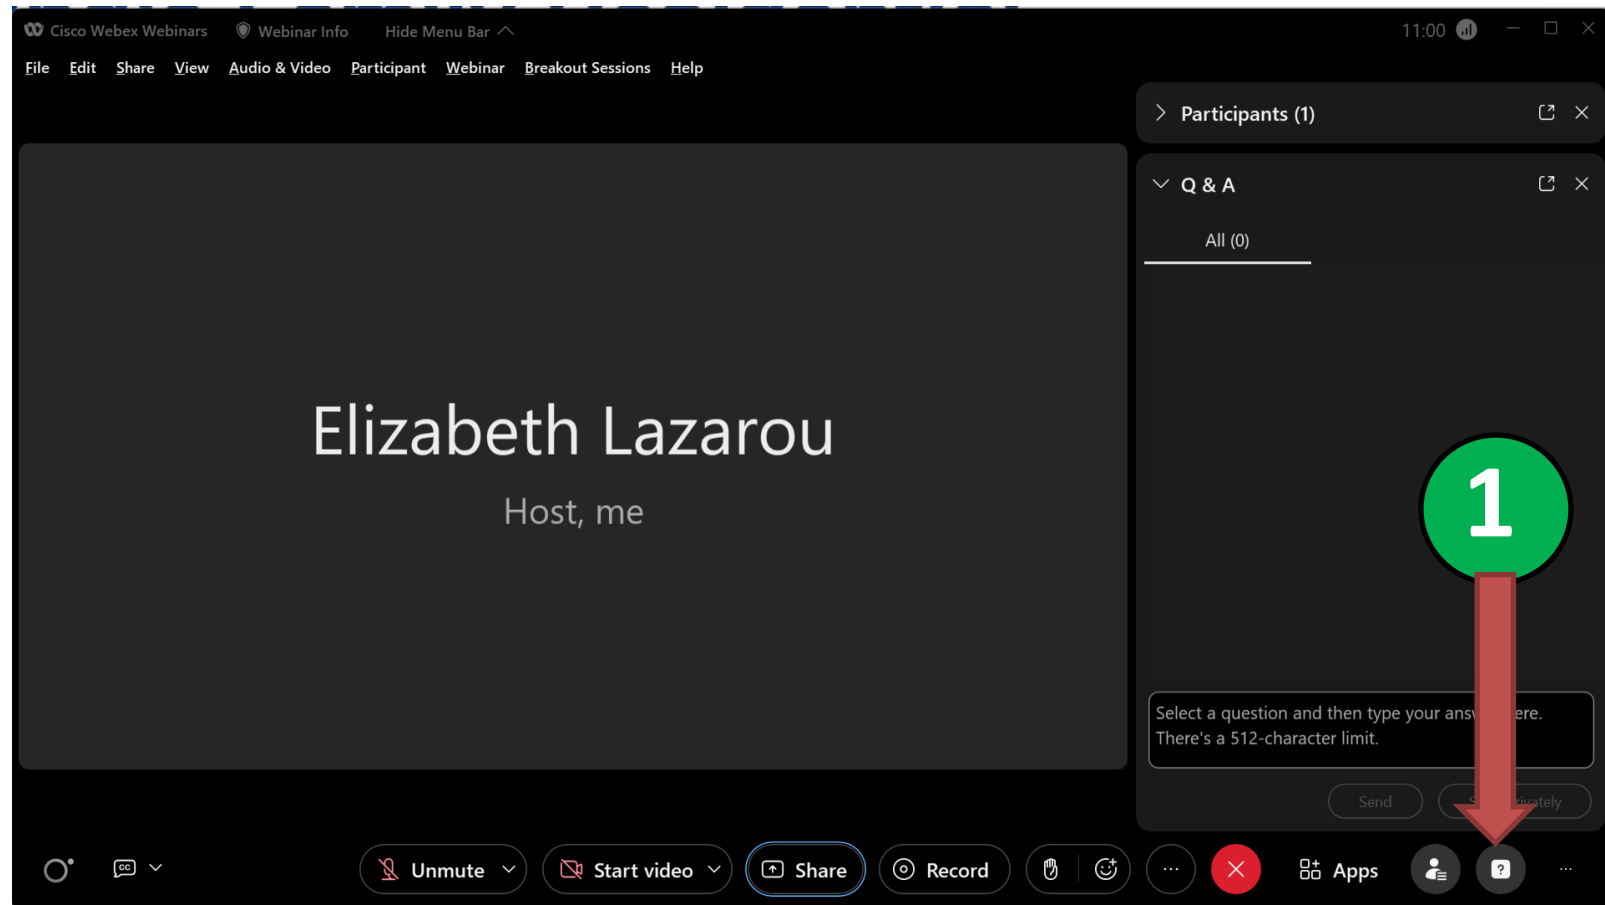 Cisco Webex Webinars Webinar Info Hide Menu Bar 11:00
File Edit Share View Audio & Video Participant Webinar Breakout Sessions Help
Participants (1)
Q & A
All (0)
Elizabeth Lazarou
Host, me
1
Select a question and then type your ere.
There's a 512-character limit.
Send
CC Unmute Start video Share Record Apps ?